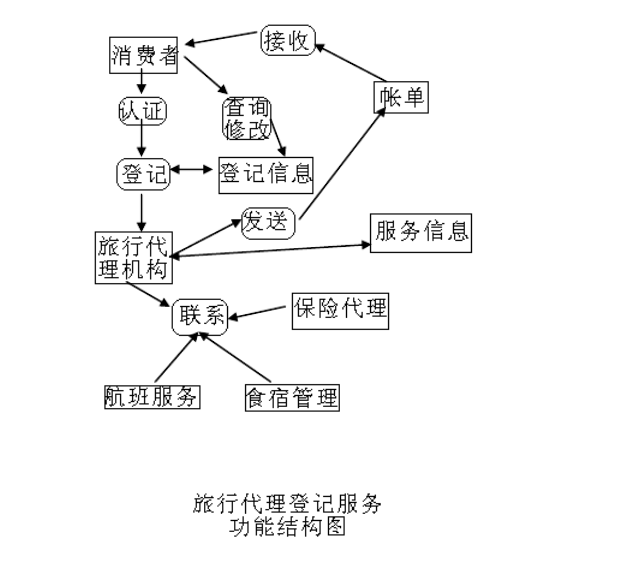 接收
消费者
帐单
认证
查询
修改
登记
登记信息
发送
服务信息
旅行代
理机构
联系
保险代理
航班服务
食宿管理
旅行代理登记服务
功能结构图